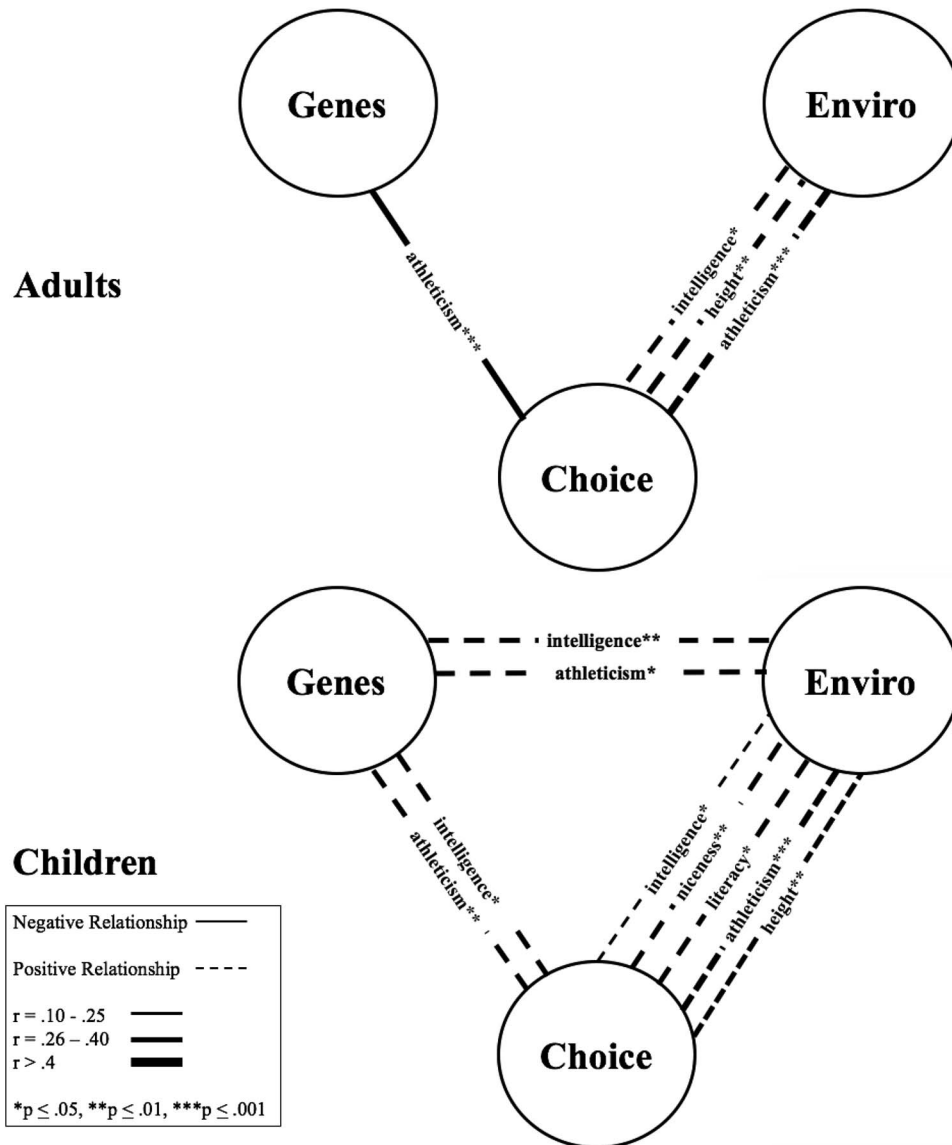 Genes
Enviro
Adults
athleticism***
intelligence*
height**
athleticism***
Choice
Genes
intelligence**
athleticism*
Enviro
Children
intelligence*
athleticism**
intelligence*
niceness**
literacy*
athleticism***
height**
Choice
Negative Relationship
Positive Relationship
r = .10 - .25
r = .26 – .40
r > .4
*p ≤ .05, **p ≤ .01, ***p ≤ .001